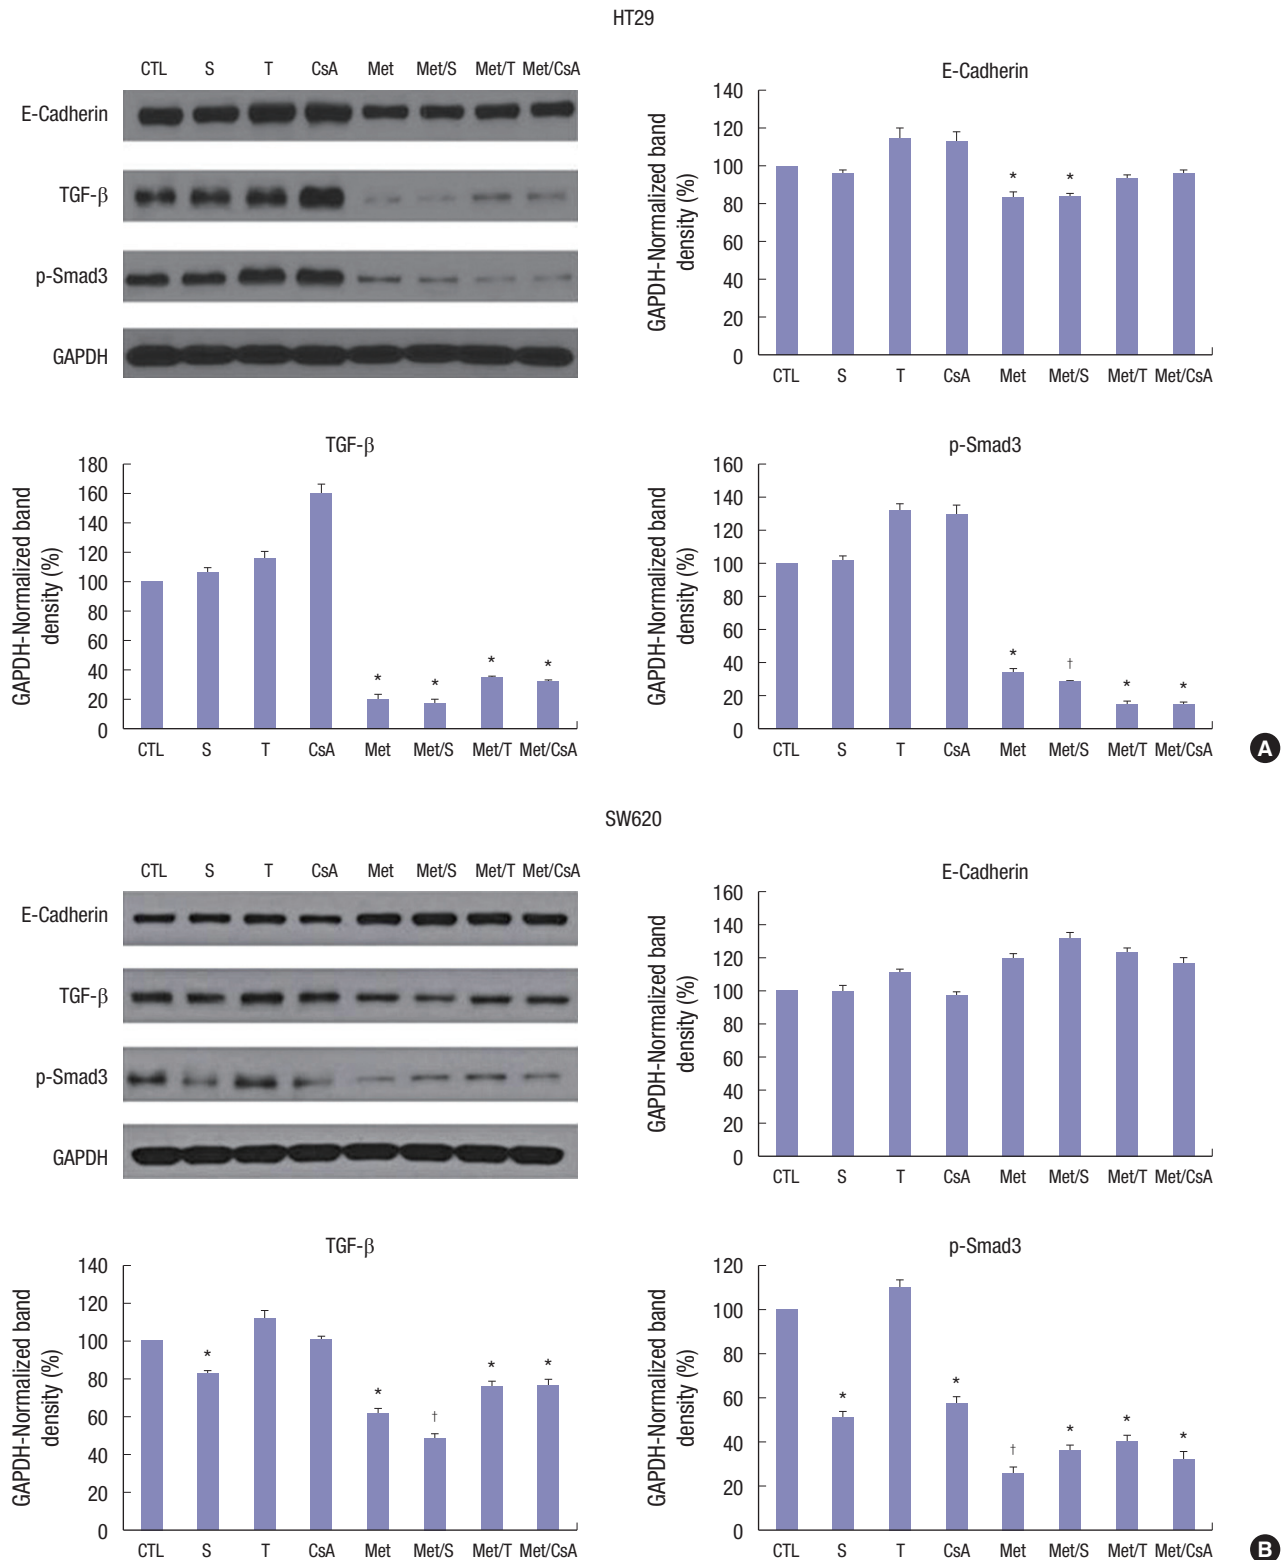 HT29
CTL S T CsA Met Met/S Met/T Met/CsA
E-Cadherin
TGF-β
p-Smad3
GAPDH
E-Cadherin
GAPDH-Normalized band
density (%)
140
120
100
80
60
40
20
0
* *
CTL S T CsA Met Met/S Met/T Met/CsA
TGF-β
GAPDH-Normalized band
density (%)
180
160
140
120
100
80
60
40
20
0
* * * *
CTL S T CsA Met Met/S Met/T Met/CsA
p-Smad3
GAPDH-Normalized band
density (%)
160
140
120
100
80
60
40
20
0
* † * *
CTL S T CsA Met Met/S Met/T Met/CsA
A
SW620
CTL S T CsA Met Met/S Met/T Met/CsA
E-Cadherin
TGF-β
p-Smad3
GAPDH
E-Cadherin
GAPDH-Normalized band
density (%)
160
140
120
100
80
60
40
20
0
CTL S T CsA Met Met/S Met/T Met/CsA
TGF-β
GAPDH-Normalized band
density (%)
140
120
100
80
60
40
20
0
* * † * *
CTL S T CsA Met Met/S Met/T Met/CsA
p-Smad3
GAPDH-Normalized band
density (%)
120
100
80
60
40
20
0
* * † * * *
CTL S T CsA Met Met/S Met/T Met/CsA
B